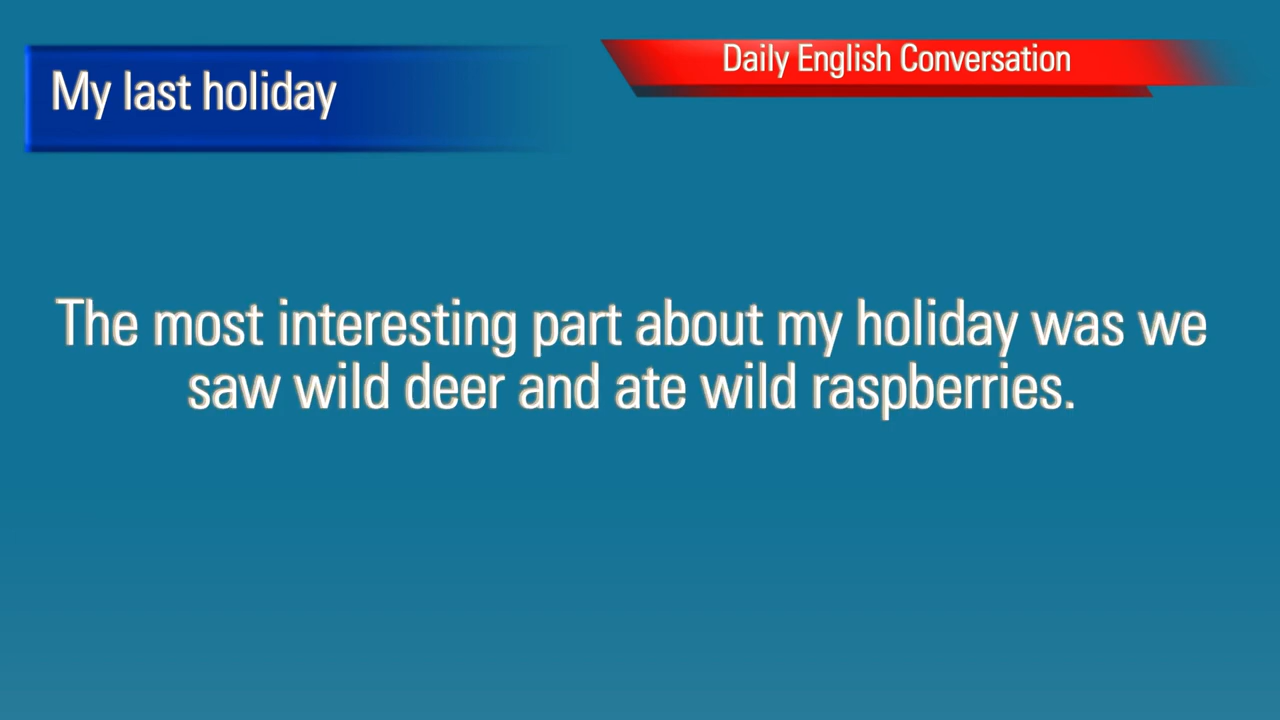 My last holiday
Daily English Conversation
The most interesting part about my holiday was we
saw wild deer and ate wild raspberries.